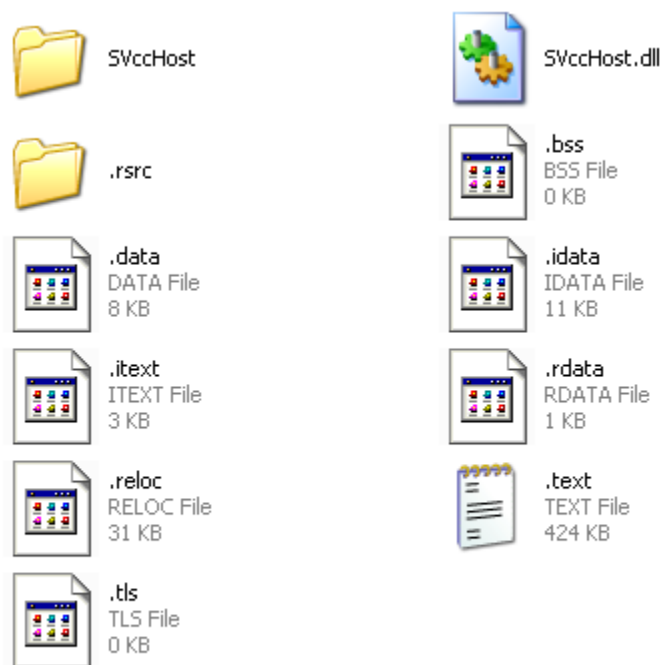 SVccHost
SVccHost.dll
.rsrc
.bss
BSS File
0 KB
.data
DATA File
8 KB
.idata
IDATA File
11 KB
.itext
ITEXT File
3 KB
.rdata
RDATA File
1 KB
.reloc
RELOC File
31 KB
.text
TEXT File
424 KB
.tls
TLS File
0 KB